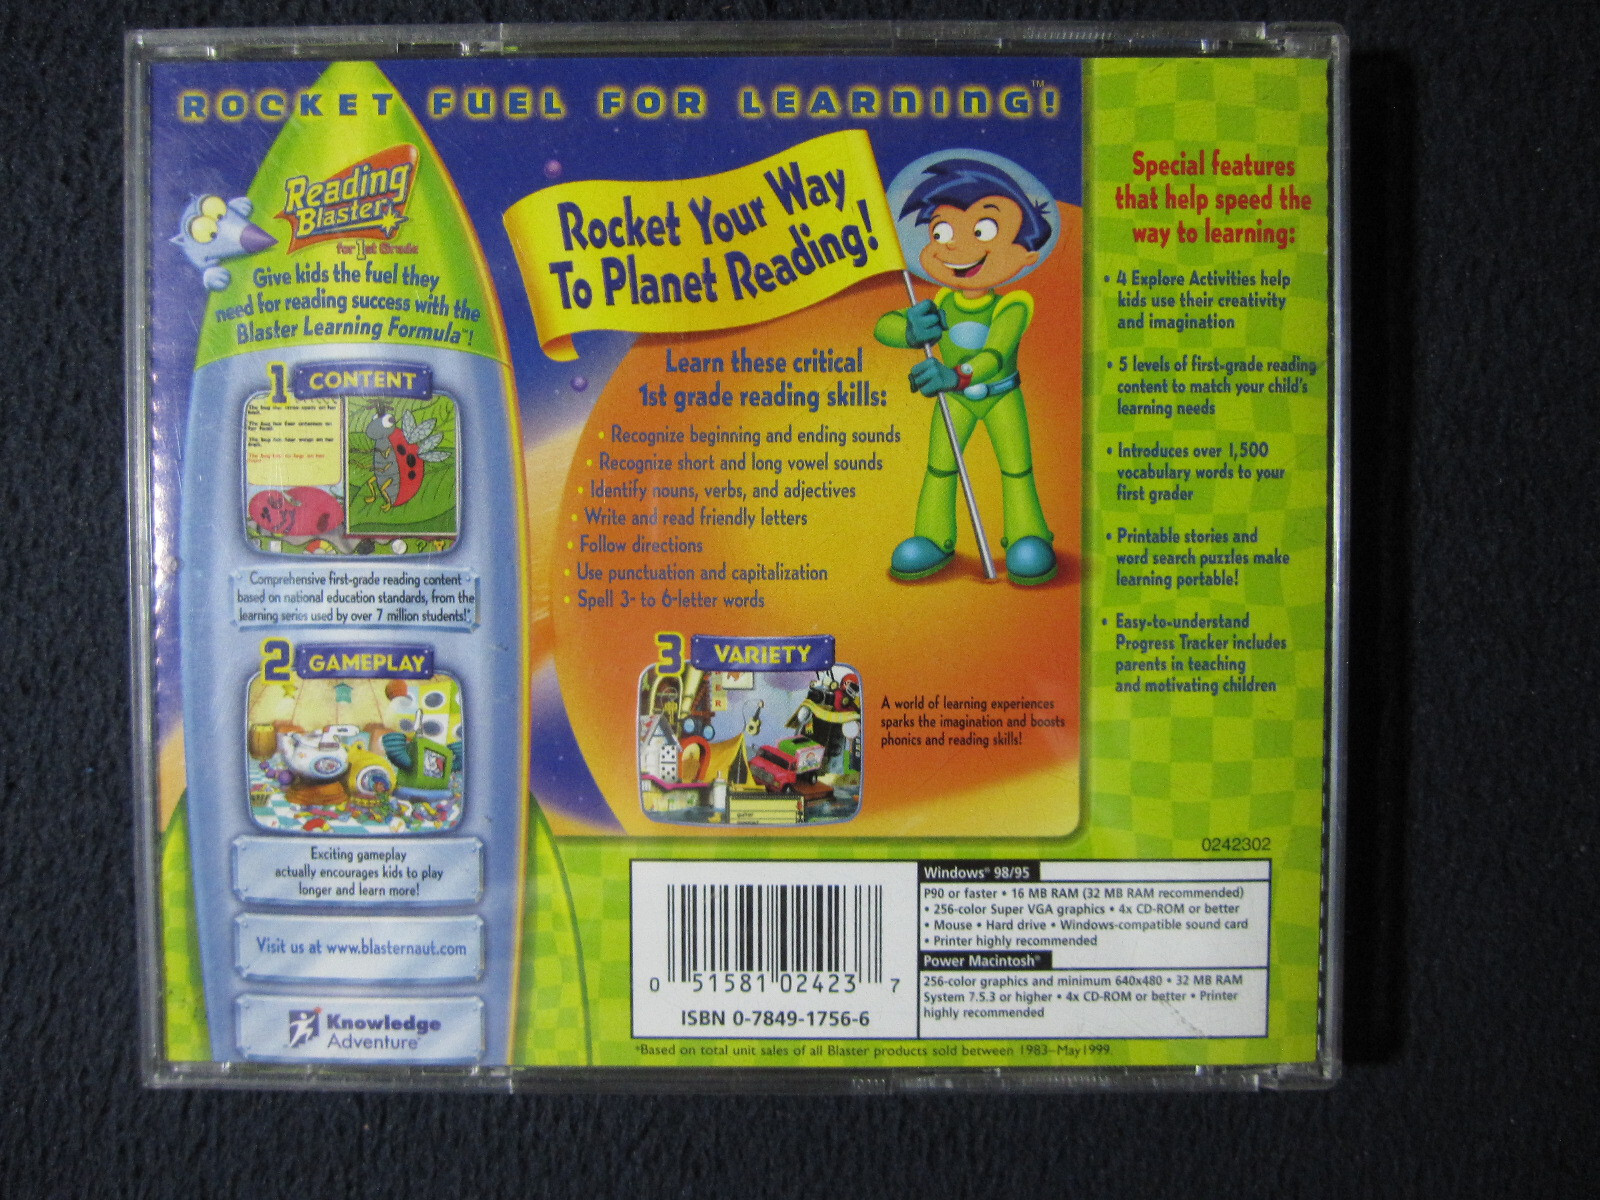 ROCKET FUEL FOR LEARNING!™
Reading
Blaster
for 1st Grade
Give kids the fuel they
need for reading success with the
Blaster Learning Formula™!
1 CONTENT
Comprehensive first-grade reading content
based on national education standards, from the
learning series used by over 7 million students!*
2 GAMEPLAY
Exciting gameplay
actually encourages kids to play
longer and learn more!
Visit us at www.blasternaut.com
Knowledge
Adventure®
Rocket Your Way
To Planet Reading!
Learn these critical
1st grade reading skills:
• Recognize beginning and ending sounds
• Recognize short and long vowel sounds
• Identify nouns, verbs, and adjectives
• Write and read friendly letters
• Follow directions
• Use punctuation and capitalization
• Spell 3- to 6-letter words
3 VARIETY
A world of learning experiences
sparks the imagination and boosts
phonics and reading skills!
Special features
that help speed the
way to learning:
• 4 Explore Activities help
kids use their creativity
and imagination
• 5 levels of first-grade reading
content to match your child's
learning needs
• Introduces over 1,500
vocabulary words to your
first grader
• Printable stories and
word search puzzles make
learning portable!
• Easy-to-understand
Progress Tracker includes
parents in teaching
and motivating children
0242302
0 51581 02423 7
ISBN 0-7849-1756-6
Windows® 98/95
P90 or faster • 16 MB RAM (32 MB RAM recommended)
• 256-color Super VGA graphics • 4x CD-ROM or better
• Mouse • Hard drive • Windows-compatible sound card
• Printer highly recommended
Power Macintosh®
256-color graphics and minimum 640x480 • 32 MB RAM
System 7.5.3 or higher • 4x CD-ROM or better • Printer
highly recommended
*Based on total unit sales of all Blaster products sold between 1983–May1999.